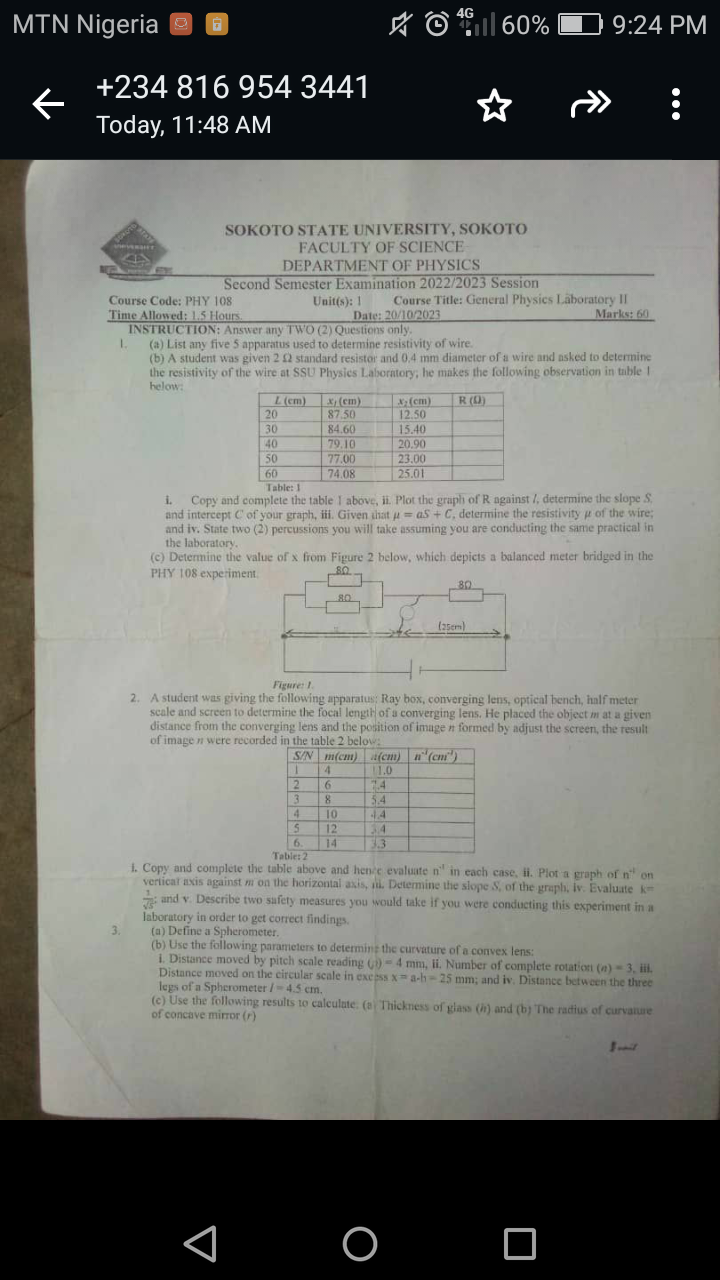 MTN Nigeria
4G
60%
9:24 PM
+234 816 954 3441
Today, 11:48 AM
SOKOTO STATE UNIVERSITY, SOKOTO
FACULTY OF SCIENCE
DEPARTMENT OF PHYSICS
Second Semester Examination 2022/2023 Session
Course Code: PHY 108 Unit(s): 1 Course Title: General Physics Laboratory II
Time Allowed: 1.5 Hours. Date: 20/10/2023 Marks: 60
INSTRUCTION: Answer any TWO (2) Questions only.
1. (a) List any five 5 apparatus used to determine resistivity of wire.
(b) A student was given 2 Ω standard resistor and 0.4 mm diameter of a wire and asked to determine
the resistivity of the wire at SSU Physics Laboratory; he makes the following observation in table 1
below:
L (cm) x₁(cm) x₂(cm) R (Ω)
20 87.50 12.50
30 84.60 15.40
40 79.10 20.90
50 77.00 23.00
60 74.08 25.01
Table: 1
i. Copy and complete the table 1 above, ii. Plot the graph of R against l, determine the slope S
and intercept C of your graph, iii. Given that μ = aS + C, determine the resistivity μ of the wire;
and iv. State two (2) percussions you will take assuming you are conducting the same practical in
the laboratory.
(c) Determine the value of x from Figure 2 below, which depicts a balanced meter bridged in the
PHY 108 experiment.
8Ω
8Ω
8Ω
(25cm)
Figure: 1.
2. A student was giving the following apparatus: Ray box, converging lens, optical bench, half meter
scale and screen to determine the focal length of a converging lens. He placed the object m at a given
distance from the converging lens and the position of image n formed by adjust the screen, the result
of image n were recorded in the table 2 below:
S/N m(cm) n(cm) n⁻¹(cm⁻¹)
1 4 11.0
2 6 7.4
3 8 5.4
4 10 4.4
5 12 3.4
6. 14 3.3
Table: 2
i. Copy and complete the table above and hence evaluate n⁻¹ in each case, ii. Plot a graph of n⁻¹ on
vertical axis against m on the horizontal axis, iii. Determine the slope S, of the graph, iv. Evaluate k=
and v. Describe two safety measures you would take if you were conducting this experiment in a
laboratory in order to get correct findings.
3. (a) Define a Spherometer.
(b) Use the following parameters to determine the curvature of a convex lens:
i. Distance moved by pitch scale reading (p) = 4 mm, ii. Number of complete rotation (n) = 3, iii.
Distance moved on the circular scale in excess x = a-b = 25 mm; and iv. Distance between the three
legs of a Spherometer l = 4.5 cm.
(c) Use the following results to calculate. (a) Thickness of glass (h) and (b) The radius of curvature
of concave mirror (r)